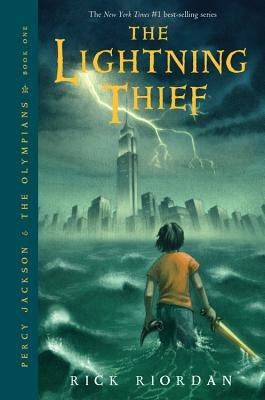 The New York Times #1 best-selling series
THE
LIGHTNING
THIEF
PERCY JACKSON & THE OLYMPIANS BOOK ONE
RICK RIORDAN